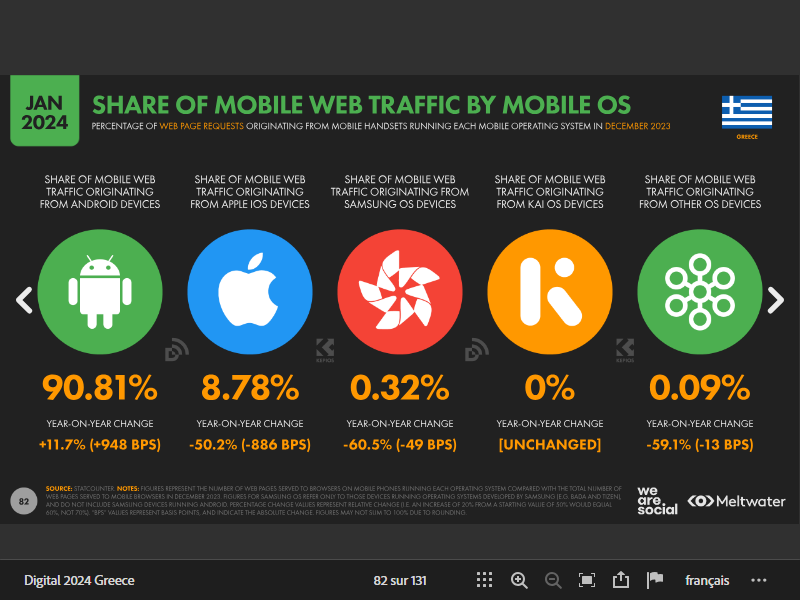 JAN
2024
SHARE OF MOBILE WEB TRAFFIC BY MOBILE OS
PERCENTAGE OF WEB PAGE REQUESTS ORIGINATING FROM MOBILE HANDSETS RUNNING EACH MOBILE OPERATING SYSTEM IN DECEMBER 2023
GREECE
SHARE OF MOBILE WEB
TRAFFIC ORIGINATING
FROM ANDROID DEVICES
SHARE OF MOBILE WEB
TRAFFIC ORIGINATING
FROM APPLE IOS DEVICES
SHARE OF MOBILE WEB
TRAFFIC ORIGINATING FROM
SAMSUNG OS DEVICES
SHARE OF MOBILE WEB
TRAFFIC ORIGINATING
FROM KAI OS DEVICES
SHARE OF MOBILE WEB
TRAFFIC ORIGINATING
FROM OTHER OS DEVICES
KEPIOS
KEPIOS
90.81%
8.78%
0.32%
0%
0.09%
YEAR-ON-YEAR CHANGE
YEAR-ON-YEAR CHANGE
YEAR-ON-YEAR CHANGE
YEAR-ON-YEAR CHANGE
YEAR-ON-YEAR CHANGE
+11.7% (+948 BPS)
-50.2% (-886 BPS)
-60.5% (-49 BPS)
[UNCHANGED]
-59.1% (-13 BPS)
82
SOURCE: STATCOUNTER. NOTES: FIGURES REPRESENT THE NUMBER OF WEB PAGES SERVED TO BROWSERS ON MOBILE PHONES RUNNING EACH OPERATING SYSTEM COMPARED WITH THE TOTAL NUMBER OF
WEB PAGES SERVED TO MOBILE BROWSERS IN DECEMBER 2023. FIGURES FOR SAMSUNG OS REFER ONLY TO THOSE DEVICES RUNNING OPERATING SYSTEMS DEVELOPED BY SAMSUNG (E.G. BADA AND TIZEN),
AND DO NOT INCLUDE SAMSUNG DEVICES RUNNING ANDROID. PERCENTAGE CHANGE VALUES REPRESENT RELATIVE CHANGE (I.E. AN INCREASE OF 20% FROM A STARTING VALUE OF 50% WOULD EQUAL
60%, NOT 70%). "BPS" VALUES REPRESENT BASIS POINTS, AND INDICATE THE ABSOLUTE CHANGE. FIGURES MAY NOT SUM TO 100% DUE TO ROUNDING.
we
are.
social
Meltwater
Digital 2024 Greece
82 sur 131
français